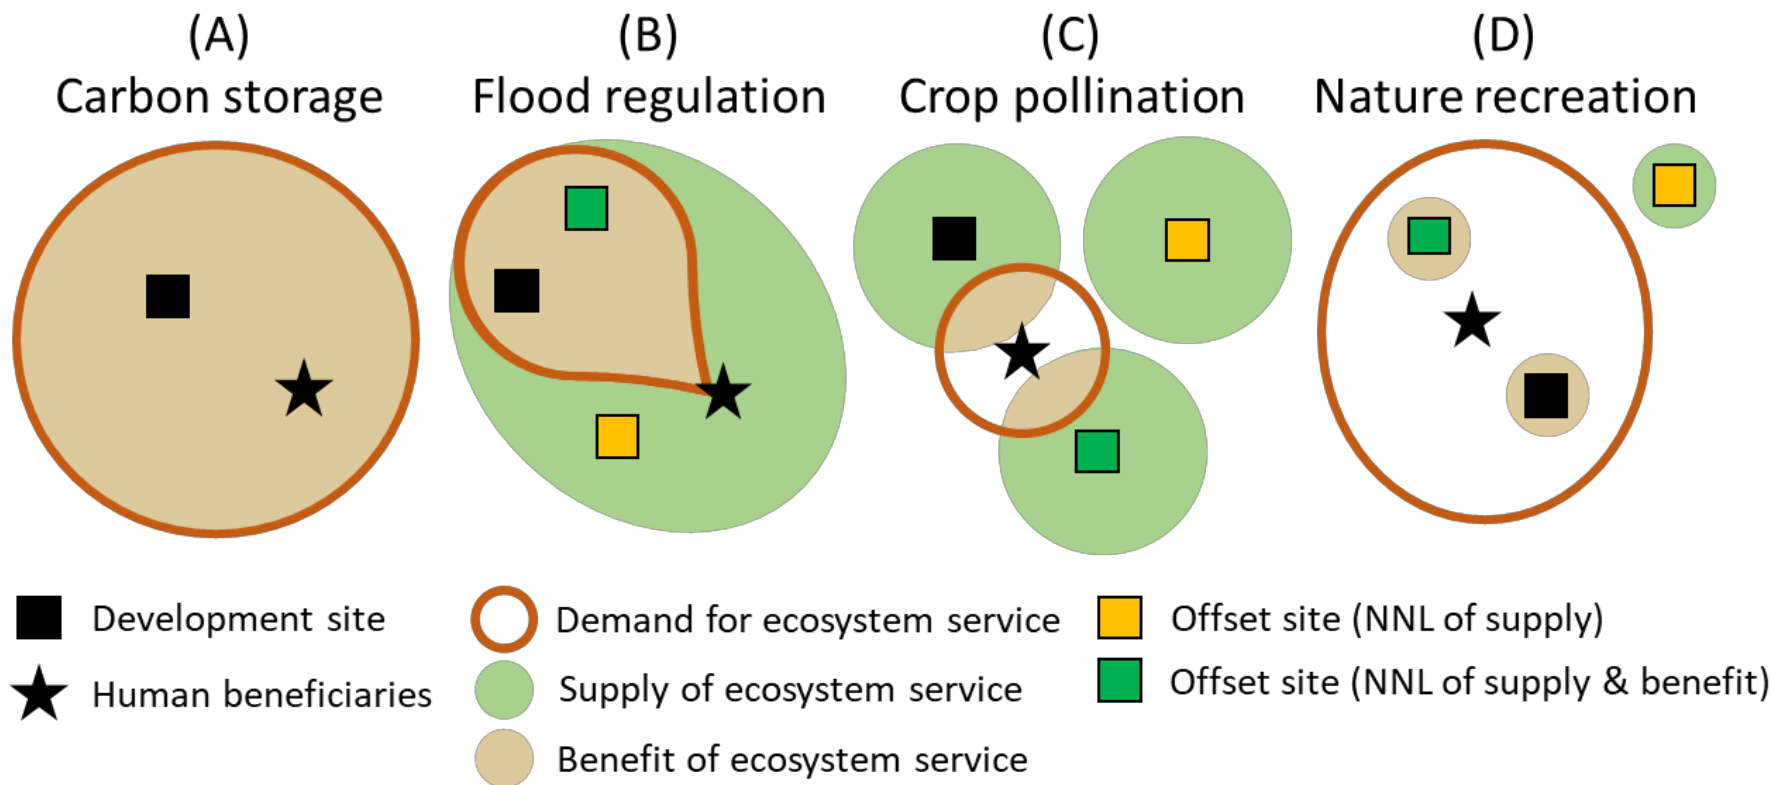 (A)
Carbon storage
(B)
Flood regulation
(C)
Crop pollination
(D)
Nature recreation
Development site
Human beneficiaries
Demand for ecosystem service
Supply of ecosystem service
Benefit of ecosystem service
Offset site (NNL of supply)
Offset site (NNL of supply & benefit)